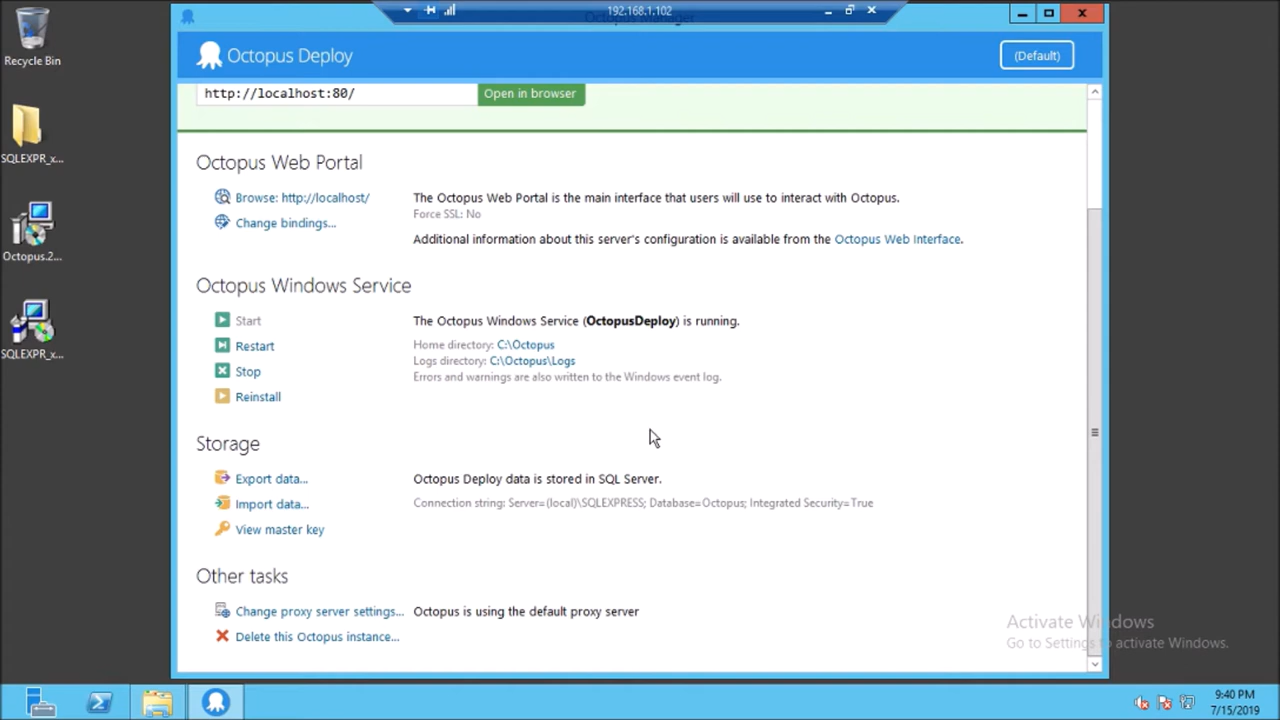 192.168.1.102
Octopus Manager
Recycle Bin
Octopus Deploy
(Default)
http://localhost:80/
Open in browser
SQLEXPR_x...
Octopus Web Portal
Browse: http://localhost/
The Octopus Web Portal is the main interface that users will use to interact with Octopus.
Force SSL: No
Change bindings...
Additional information about this server's configuration is available from the Octopus Web Interface.
Octopus.2...
Octopus Windows Service
Start
The Octopus Windows Service (OctopusDeploy) is running.
Restart
Home directory: C:\Octopus
Logs directory: C:\Octopus\Logs
SQLEXPR_x...
Stop
Errors and warnings are also written to the Windows event log.
Reinstall
Storage
Export data...
Octopus Deploy data is stored in SQL Server.
Import data...
Connection string: Server=(local)\SQLEXPRESS; Database=Octopus; Integrated Security=True
View master key
Other tasks
Change proxy server settings...
Octopus is using the default proxy server
Delete this Octopus instance...
Activate Windows
Go to Settings to activate Windows.
9:40 PM
7/15/2019